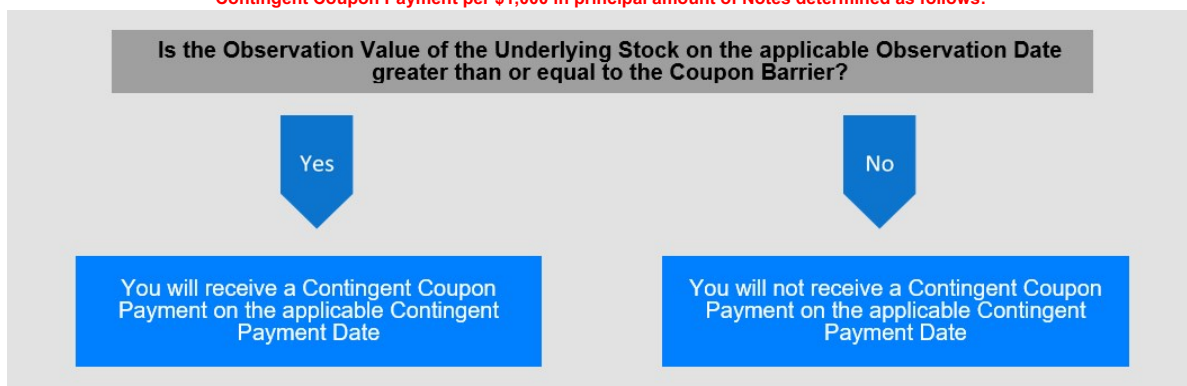 Contingent Coupon Payment per $1,000 in principal amount of Notes determined as follows:
Is the Observation Value of the Underlying Stock on the applicable Observation Date
greater than or equal to the Coupon Barrier?
Yes
No
You will receive a Contingent Coupon
Payment on the applicable Contingent
Payment Date
You will not receive a Contingent Coupon
Payment on the applicable Contingent
Payment Date